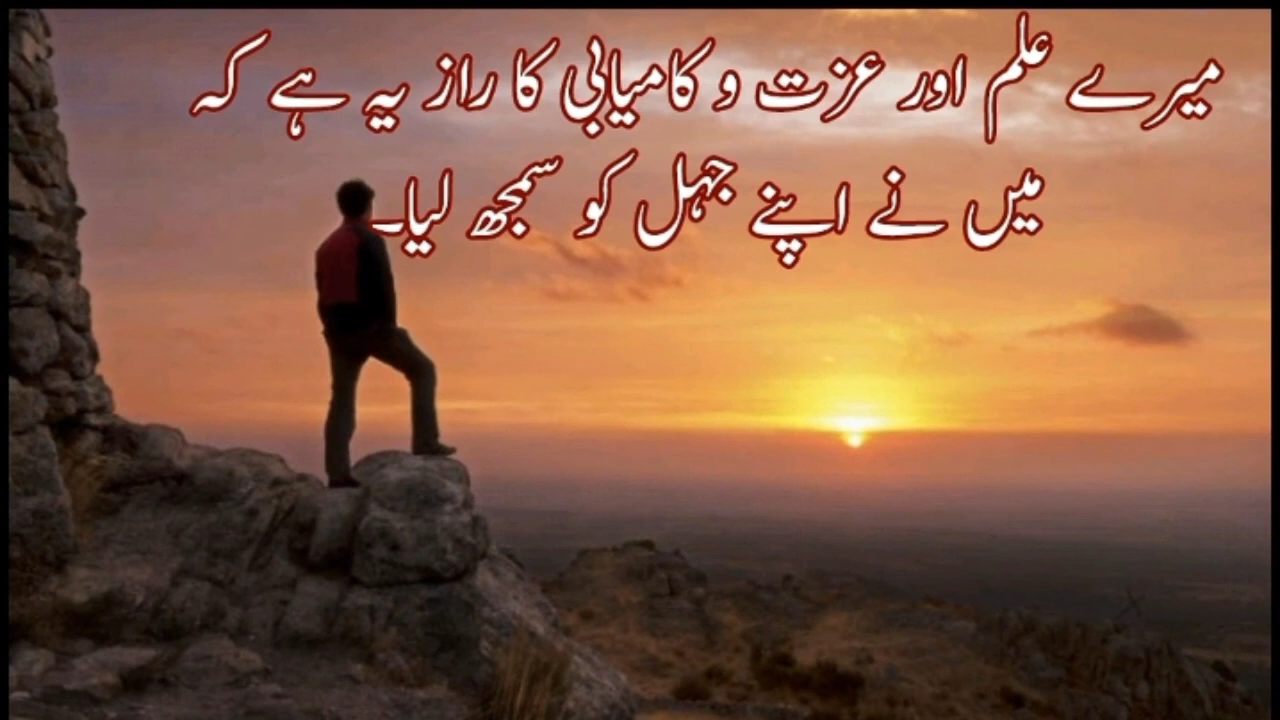 میرے علم اور عزت و کامیابی کا راز یہ ہے کہ
میں نے اپنے جہل کو سمجھ لیا۔